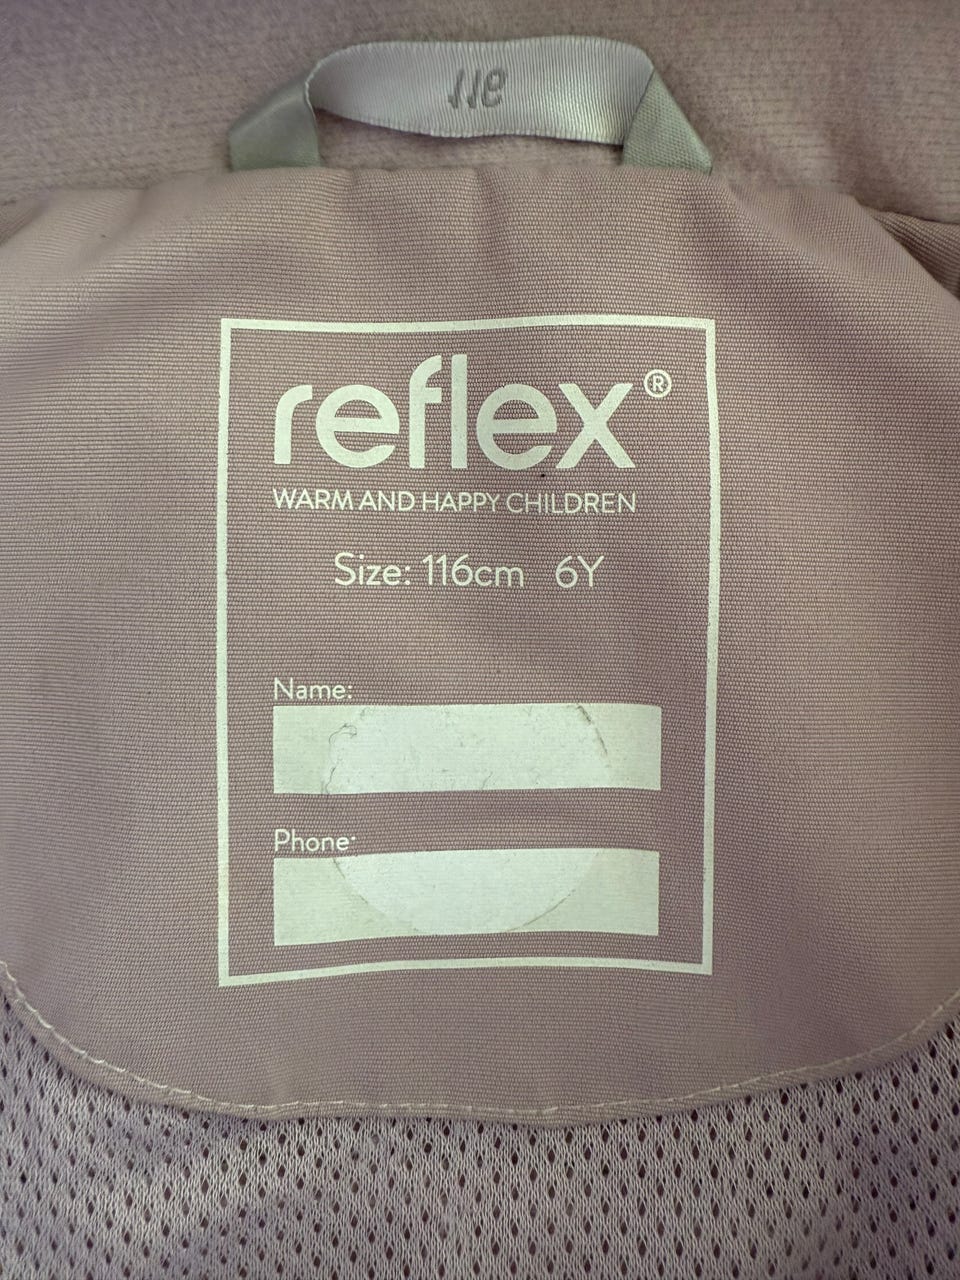 116
reflex®
WARM AND HAPPY CHILDREN
Size: 116cm 6Y
Name:
Phone: